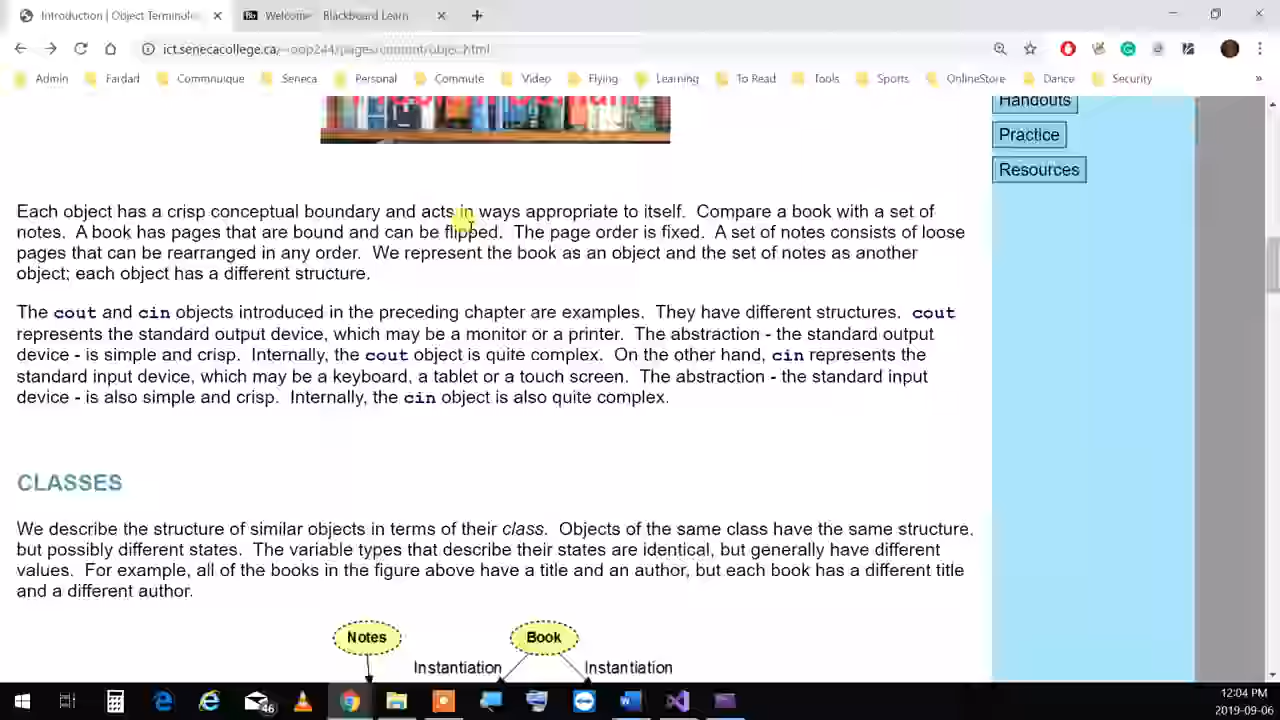 Introduction | Object Terminolo
Welcome – Blackboard Learn
ict.senecacollege.ca/~oop244/pages/content/objec.html
Admin
Fardad
Commnuique
Seneca
Personal
Commute
Video
Flying
Learning
To Read
Tools
Sports
OnlineStore
Dance
Security
»
Handouts
Practice
Resources
Each object has a crisp conceptual boundary and acts in ways appropriate to itself. Compare a book with a set of
notes. A book has pages that are bound and can be flipped. The page order is fixed. A set of notes consists of loose
pages that can be rearranged in any order. We represent the book as an object and the set of notes as another
object; each object has a different structure.
The cout and cin objects introduced in the preceding chapter are examples. They have different structures. cout
represents the standard output device, which may be a monitor or a printer. The abstraction - the standard output
device - is simple and crisp. Internally, the cout object is quite complex. On the other hand, cin represents the
standard input device, which may be a keyboard, a tablet or a touch screen. The abstraction - the standard input
device - is also simple and crisp. Internally, the cin object is also quite complex.
CLASSES
We describe the structure of similar objects in terms of their class. Objects of the same class have the same structure,
but possibly different states. The variable types that describe their states are identical, but generally have different
values. For example, all of the books in the figure above have a title and an author, but each book has a different title
and a different author.
Notes
Book
Instantiation
Instantiation
46
12:04 PM
2019-09-06